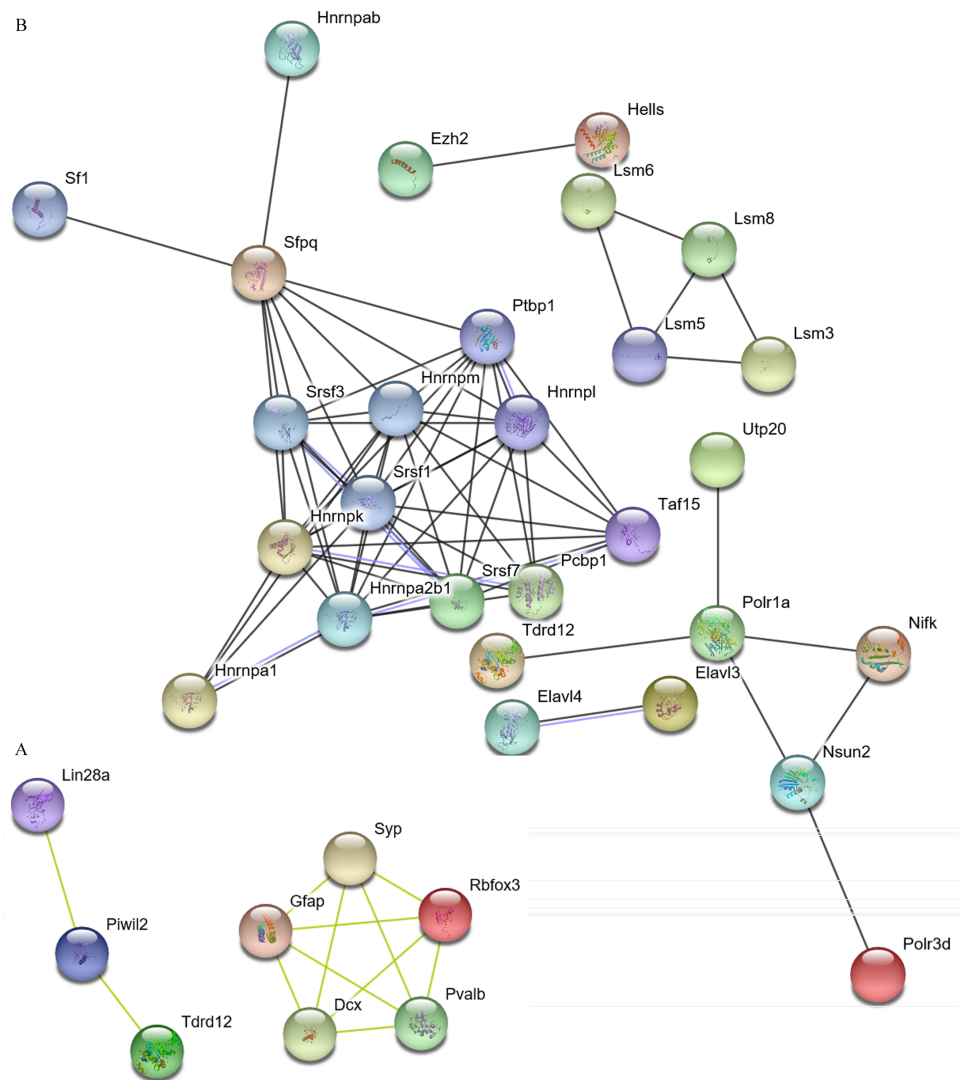 B
Hnrnpab
Hells
Ezh2
Lsm6
Sf1
Lsm8
Sfpq
Ptbp1
Lsm5
Lsm3
Hnrnpm
Srsf3
Hnrnpl
Utp20
Srsf1
Taf15
Hnrnpk
Pcbp1
Srsf7
Hnrnpa2b1
Polr1a
Nifk
Tdrd12
Hnrnpa1
Elavl3
Elavl4
A
Nsun2
Lin28a
Syp
Rbfox3
Gfap
Piwil2
Polr3d
Dcx
Pvalb
Tdrd12